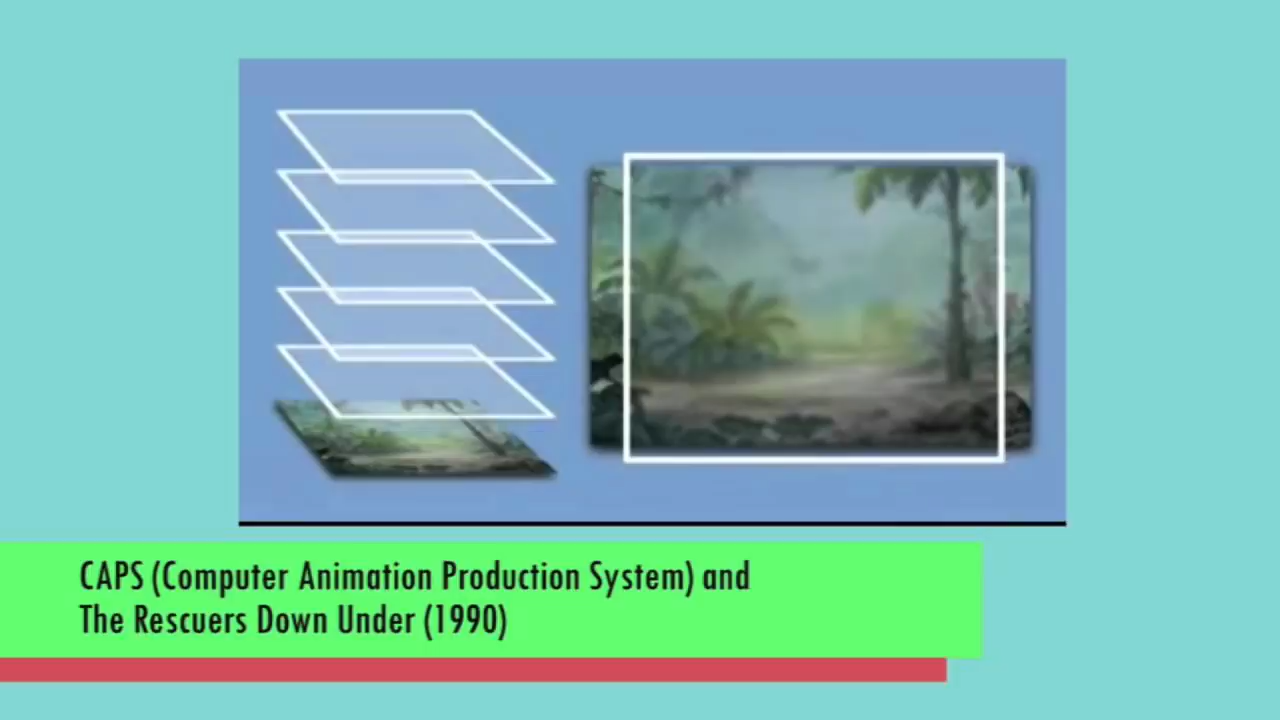 CAPS (Computer Animation Production System) and
The Rescuers Down Under (1990)